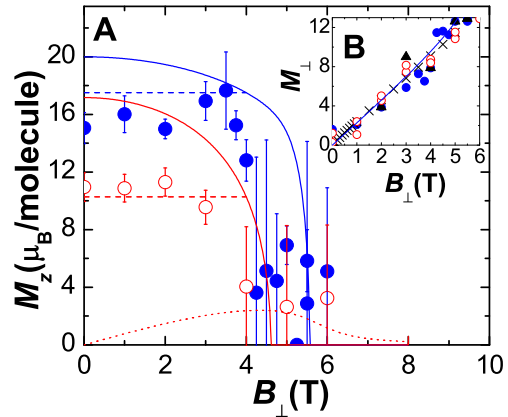 A
20
16
12
8
4
0
M_z(μ_B/molecule)
0 2 4 6 8 10
B_⊥(T)
B
12
8
4
0
M_⊥
0 1 2 3 4 5 6
B_⊥(T)